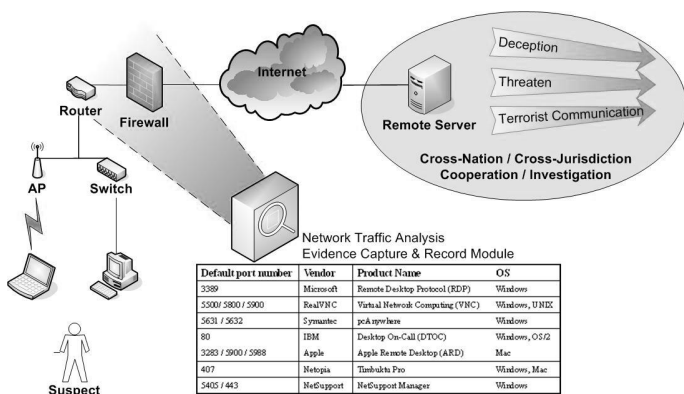 Deception
Internet
Threaten
Router
Firewall
Remote Server
Terrorist Communication
Cross-Nation / Cross-Jurisdiction
Cooperation / Investigation
AP
Switch
Network Traffic Analysis
Evidence Capture & Record Module
Default port number Vendor Product Name OS
3389 Microsoft Remote Desktop Protocol (RDP) Windows
5500/ 5800 / 5900 RealVNC Virtual Network Computing (VNC) Windows, UNIX
5631 / 5632 Symantec pcAnywhere Windows
80 IBM Desktop On-Call (DTOC) Windows, OS/2
3283 / 5900 / 5988 Apple Apple Remote Desktop (ARD) Mac
407 Netopia Timbuktu Pro Windows, Mac
5405 / 443 NetSupport NetSupport Manager Windows
Suspect